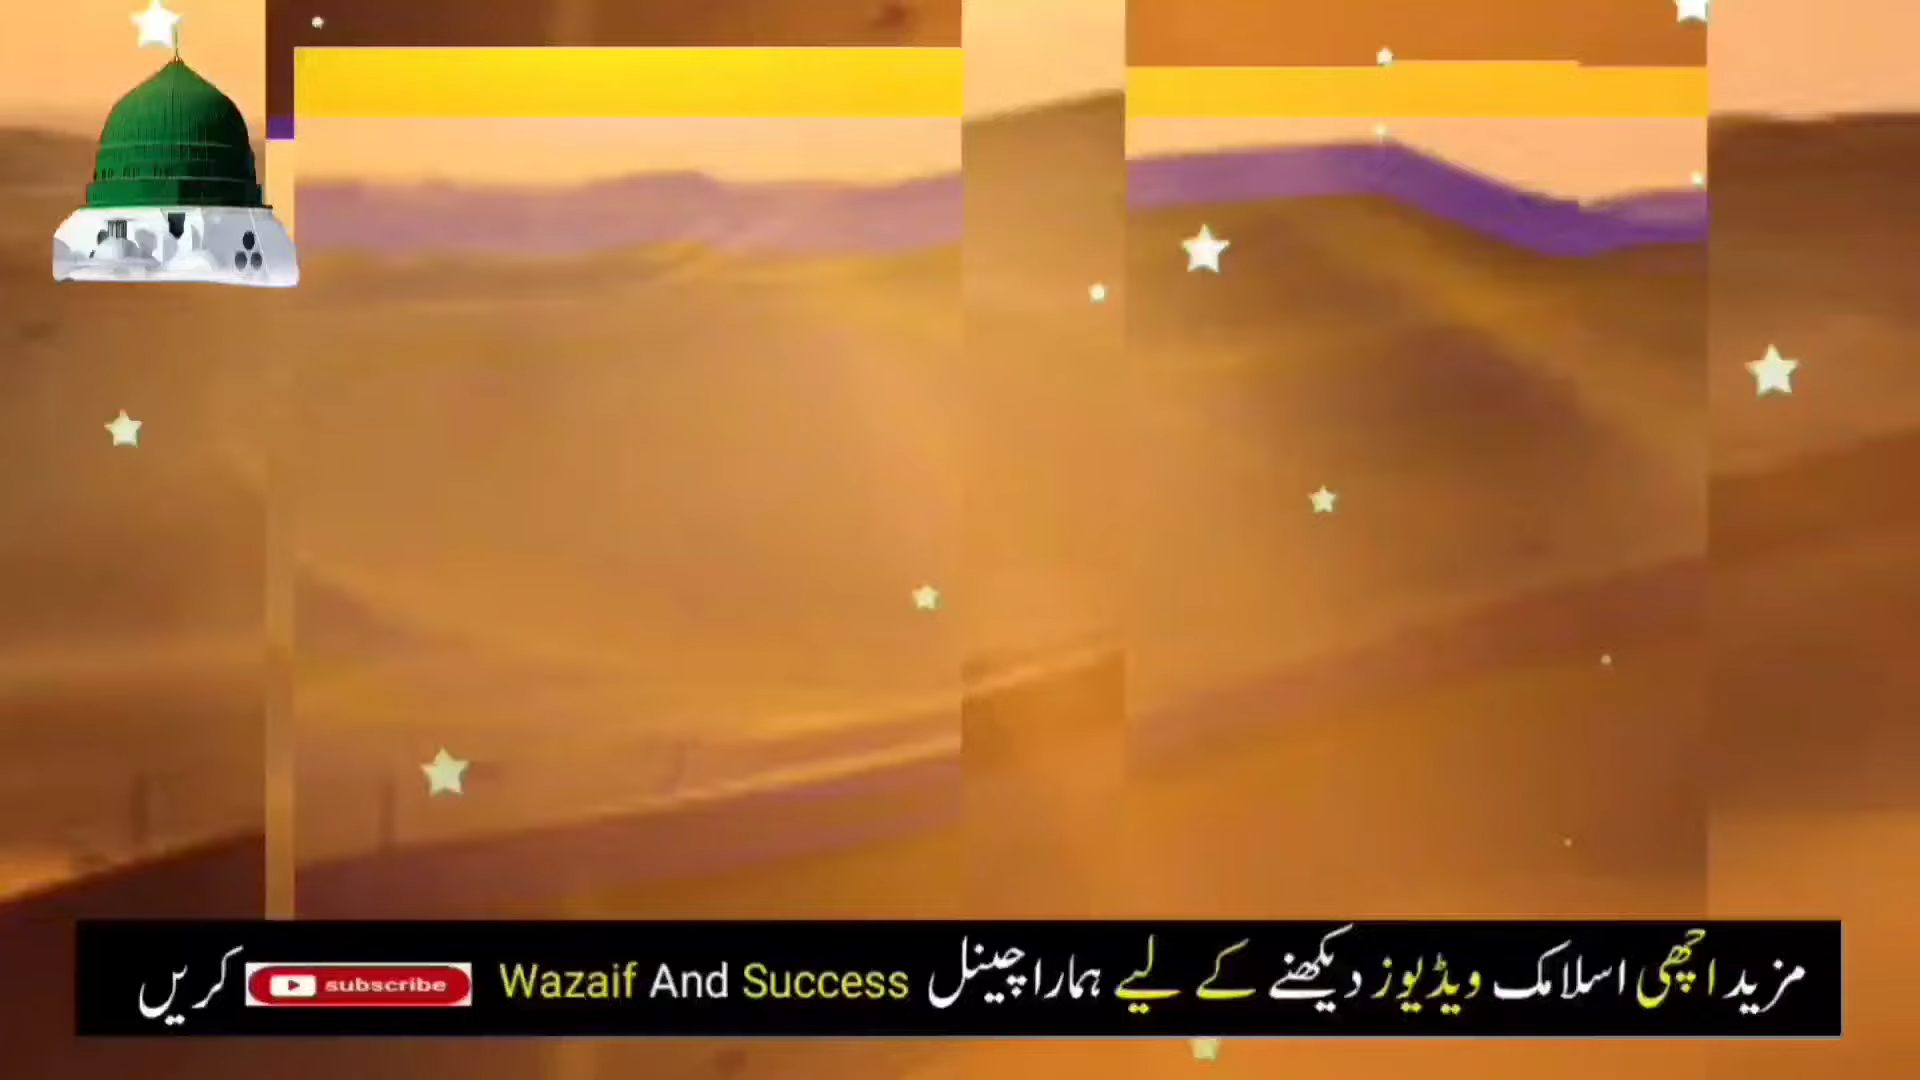 مزید اچھی اسلامک ویڈیوز دیکھنے کے لیے ہمارا چینل Wazaif And Success subscribe کریں